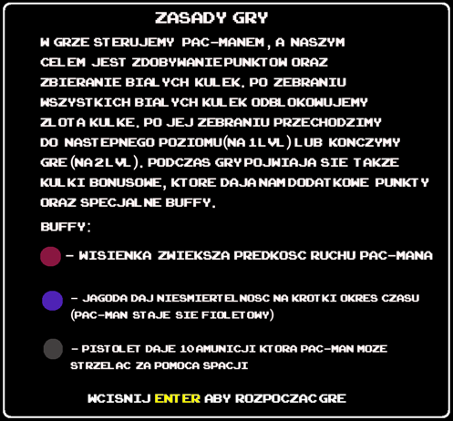 ZASADY GRY
W GRZE STERUJEMY PAC-MANEM, A NASZYM
CELEM JEST ZDOBYWANIE PUNKTOW ORAZ
ZBIERANIE BIALYCH KULEK. PO ZEBRANIU
WSZYSTKICH BIALYCH KULEK ODBLOKOWUJEMY
ZLOTA KULKE. PO JEJ ZEBRANIU PRZECHODZIMY
DO NASTEPNEGO POZIOMU(NA 1 LVL) LUB KONCZYMY
GRE (NA 2 LVL). PODCZAS GRY POJWIAJA SIE TAKZE
KULKI BONUSOWE, KTORE DAJA NAM DODATKOWE PUNKTY
ORAZ SPECJALNE BUFFY.
BUFFY:
- WISIENKA ZWIEKSZA PREDKOSC RUCHU PAC-MANA
- JAGODA DAJ NIESMIERTELNOSC NA KROTKI OKRES CZASU
(PAC-MAN STAJE SIE FIOLETOWY)
- PISTOLET DAJE 10 AMUNICJI KTORA PAC-MAN MOZE
STRZELAC ZA POMOCA SPACJI
WCISNIJ ENTER ABY ROZPOCZAC GRE